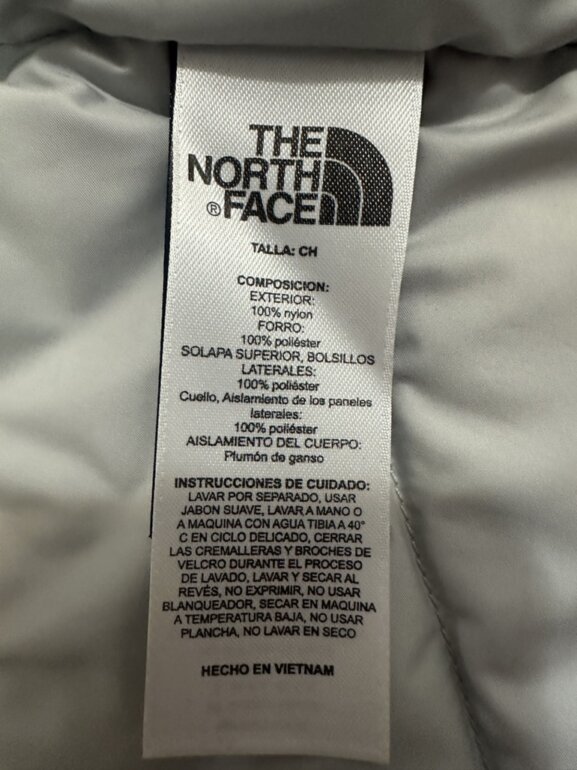 THE
NORTH
® FACE
TALLA: CH
COMPOSICION:
EXTERIOR:
100% nylon
FORRO:
100% poliéster
SOLAPA SUPERIOR, BOLSILLOS
LATERALES:
100% poliéster
Cuello, Aislamiento de los paneles
laterales:
100% poliéster
AISLAMIENTO DEL CUERPO:
Plumón de ganso
INSTRUCCIONES DE CUIDADO:
LAVAR POR SEPARADO, USAR
JABON SUAVE, LAVAR A MANO O
A MAQUINA CON AGUA TIBIA A 40°
C EN CICLO DELICADO, CERRAR
LAS CREMALLERAS Y BROCHES DE
VELCRO DURANTE EL PROCESO
DE LAVADO, LAVAR Y SECAR AL
REVÉS, NO EXPRIMIR, NO USAR
BLANQUEADOR, SECAR EN MAQUINA
A TEMPERATURA BAJA, NO USAR
PLANCHA, NO LAVAR EN SECO
HECHO EN VIETNAM